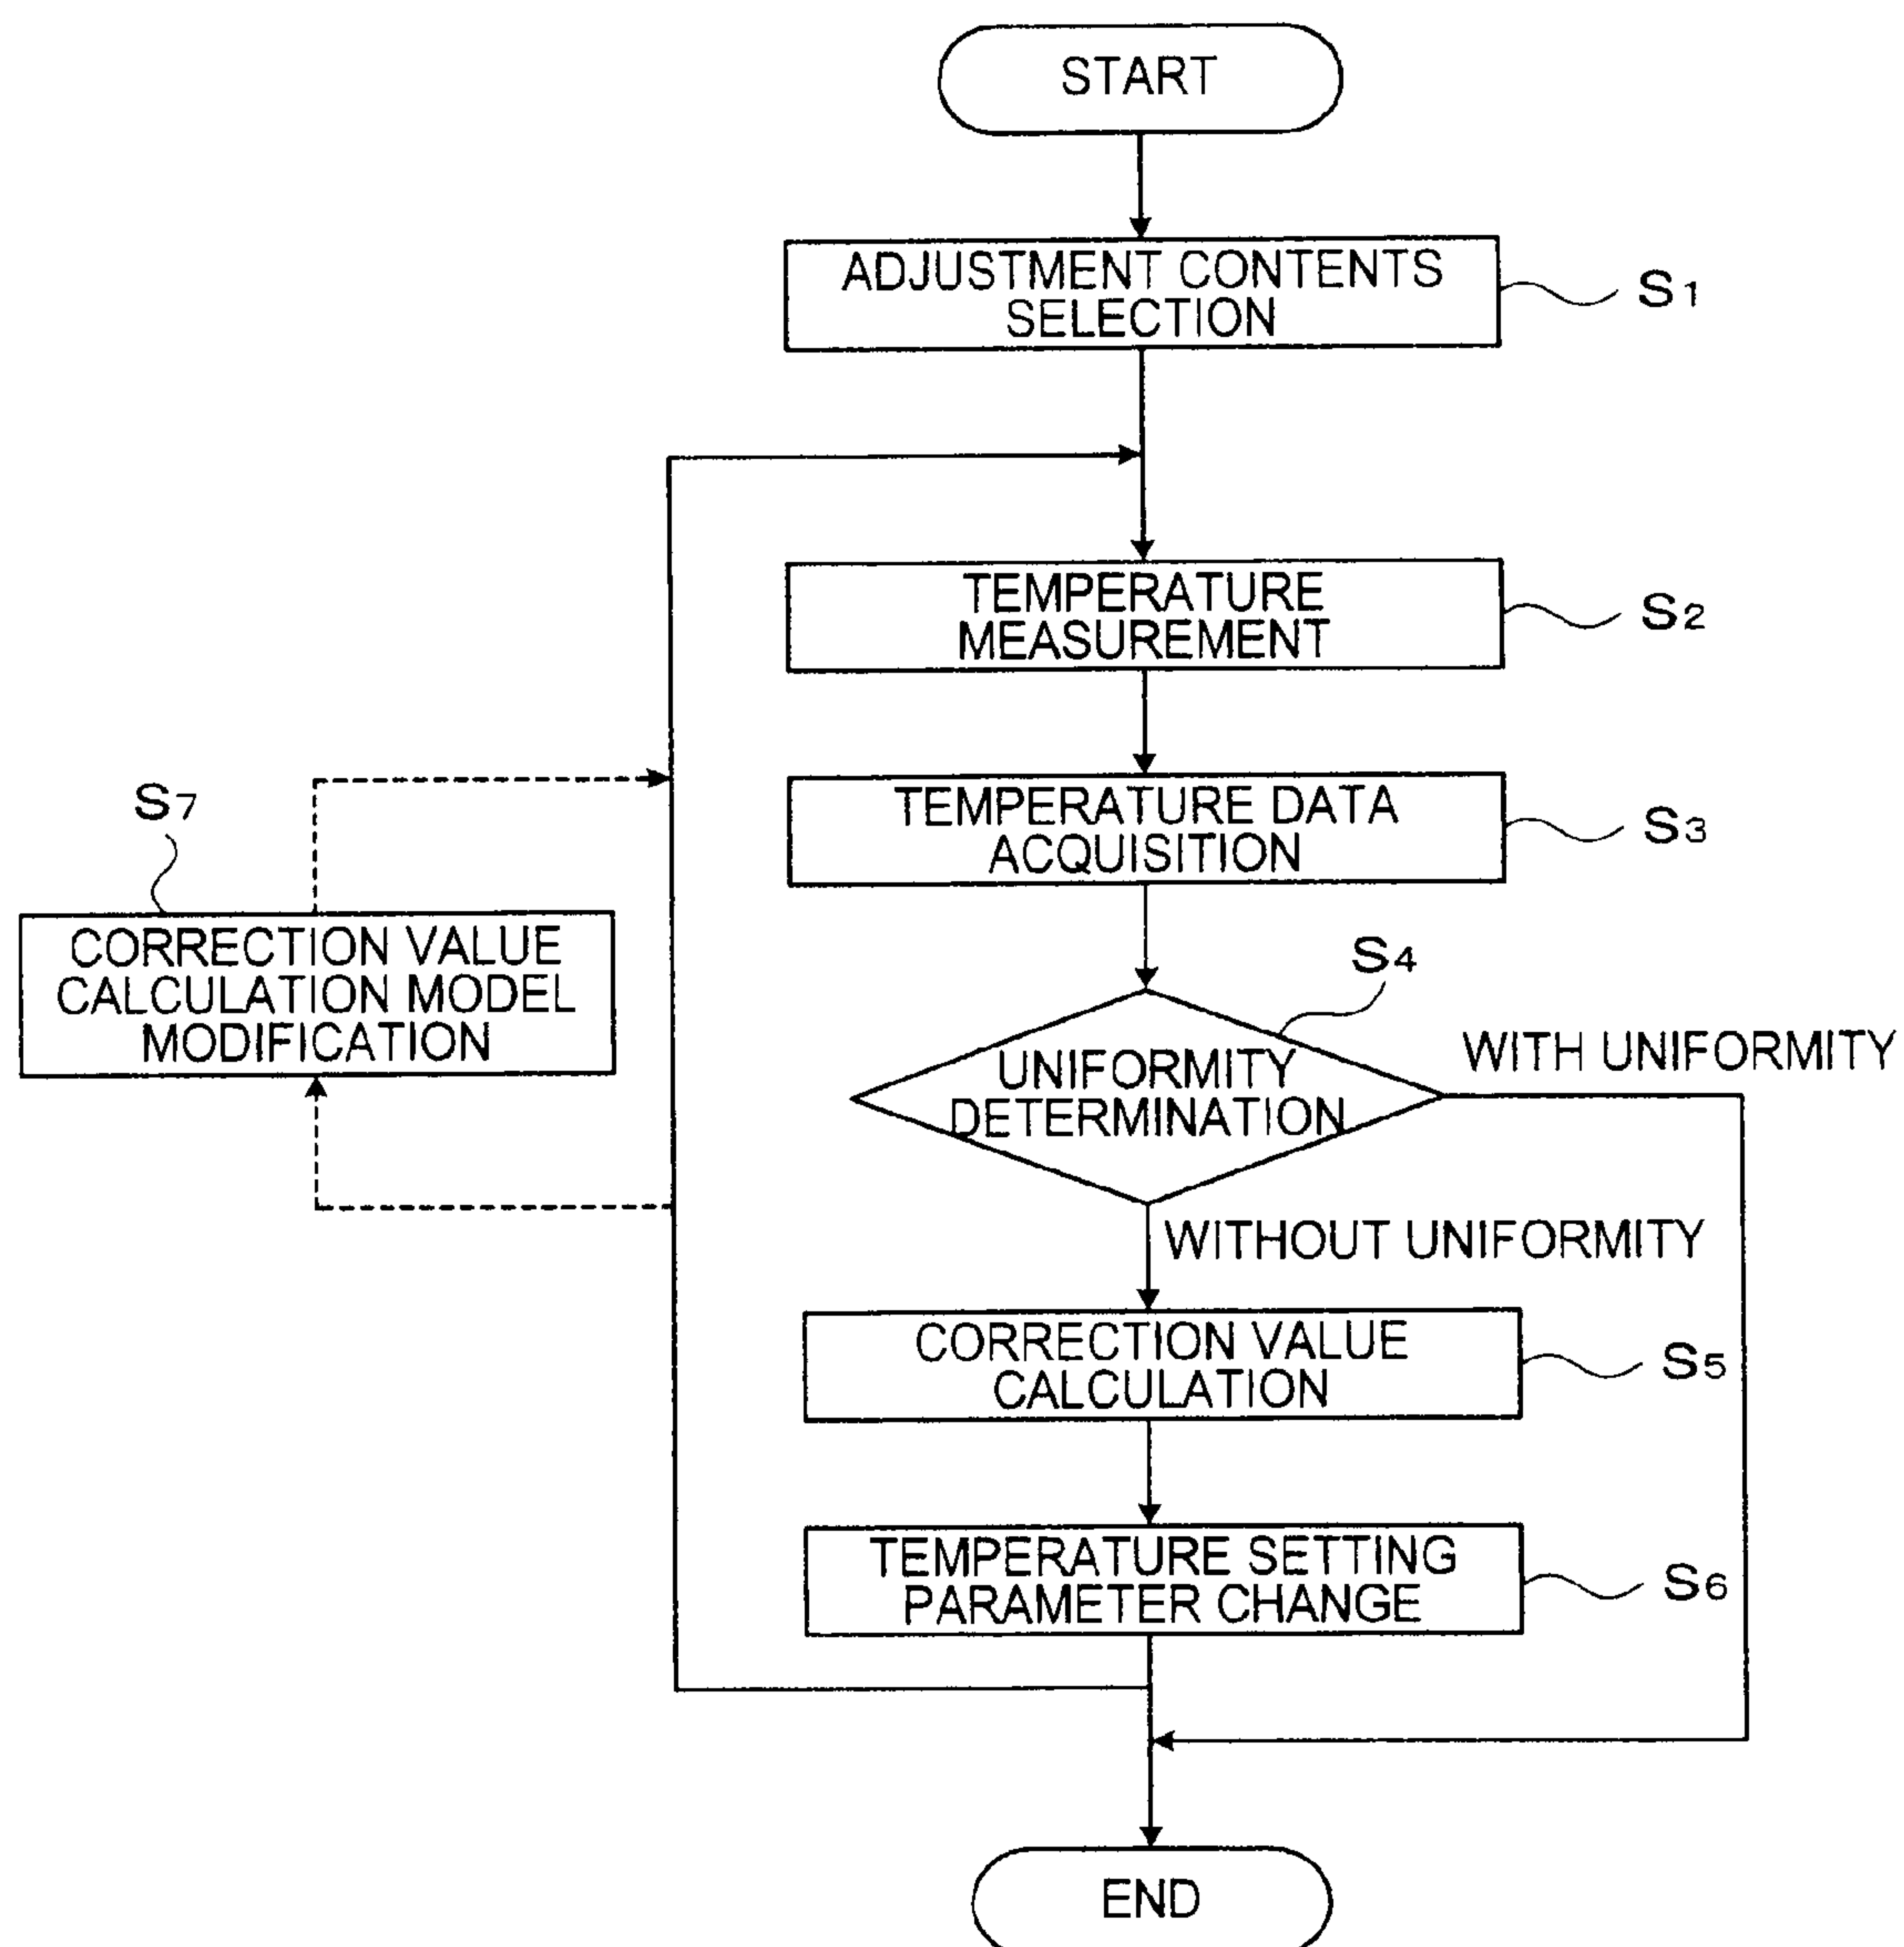 START
ADJUSTMENT CONTENTS
SELECTION
S1
TEMPERATURE
MEASUREMENT
S2
TEMPERATURE DATA
ACQUISITION
S3
S7
CORRECTION VALUE
CALCULATION MODEL
MODIFICATION
S4
UNIFORMITY
DETERMINATION
WITH UNIFORMITY
WITHOUT UNIFORMITY
CORRECTION VALUE
CALCULATION
S5
TEMPERATURE SETTING
PARAMETER CHANGE
S6
END